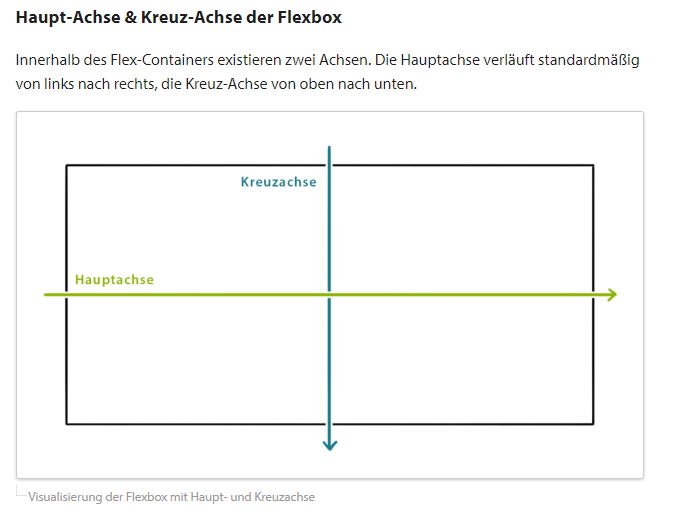 Haupt-Achse & Kreuz-Achse der Flexbox
Innerhalb des Flex-Containers existieren zwei Achsen. Die Hauptachse verläuft standardmäßig
von links nach rechts, die Kreuz-Achse von oben nach unten.
Kreuzachse
Hauptachse
Visualisierung der Flexbox mit Haupt- und Kreuzachse